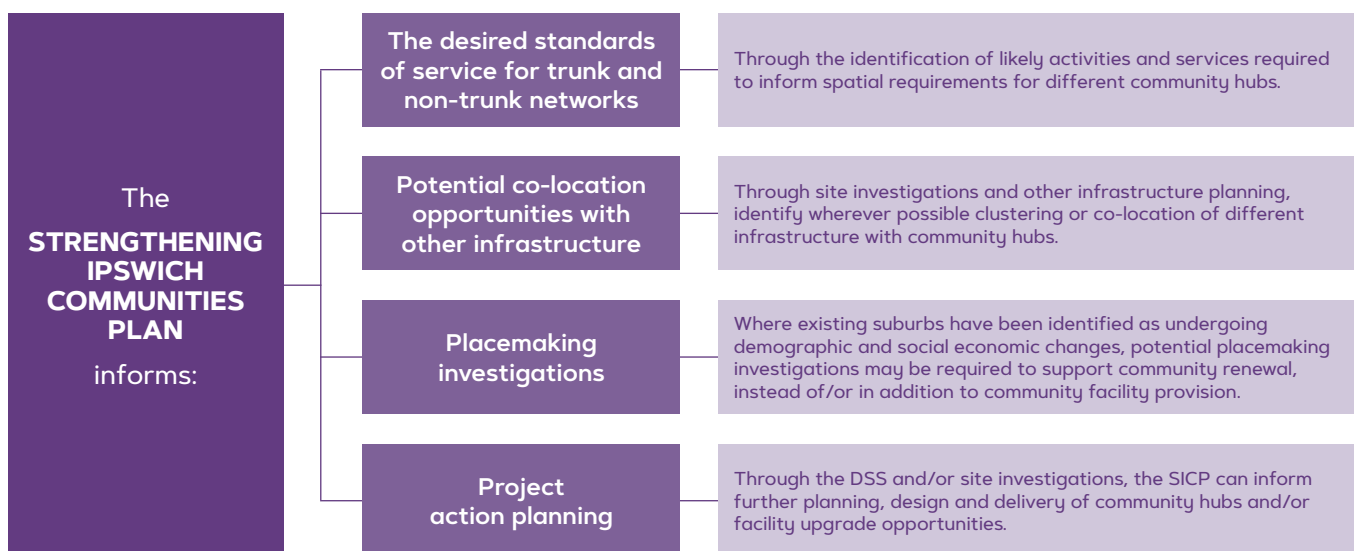 The
STRENGTHENING
IPSWICH
COMMUNITIES
PLAN
informs:
The desired standards
of service for trunk and
non-trunk networks
Through the identification of likely activities and services required
to inform spatial requirements for different community hubs.
Potential co-location
opportunities with
other infrastructure
Through site investigations and other infrastructure planning,
identify wherever possible clustering or co-location of different
infrastructure with community hubs.
Placemaking
investigations
Where existing suburbs have been identified as undergoing
demographic and social economic changes, potential placemaking
investigations may be required to support community renewal,
instead of/or in addition to community facility provision.
Project
action planning
Through the DSS and/or site investigations, the SICP can inform
further planning, design and delivery of community hubs and/or
facility upgrade opportunities.